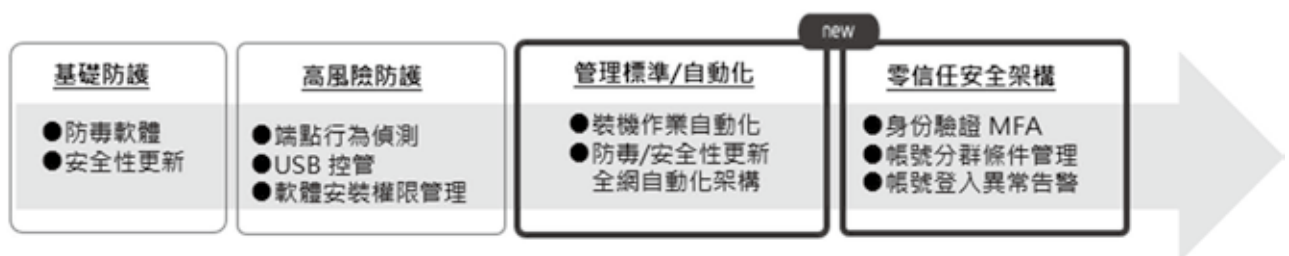 new
基礎防護
●防毒軟體
●安全性更新
高風險防護
●端點行為偵測
●USB 控管
●軟體安裝權限管理
管理標準/自動化
●裝機作業自動化
●防毒/安全性更新
全網自動化架構
零信任安全架構
●身份驗證 MFA
●帳號分群條件管理
●帳號登入異常告警